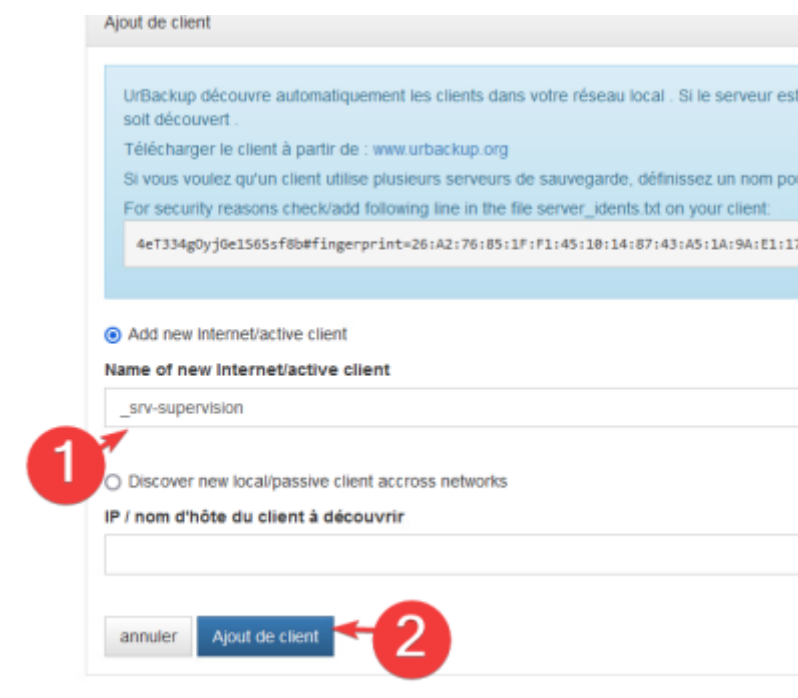 Ajout de client
UrBackup découvre automatiquement les clients dans votre réseau local . Si le serveur est
soit découvert .
Télécharger le client à partir de : www.urbackup.org
Si vous voulez qu'un client utilise plusieurs serveurs de sauvegarde, définissez un nom pou
For security reasons check/add following line in the file server_idents.txt on your client:
4eT334gOyjGe1S6Ssf8b#fingerprint=26:A2:76:85:1F:F1:45:10:14:87:43:A5:1A:9A:E1:17
Add new Internet/active client
Name of new Internet/active client
_srv-supervision
1
Discover new local/passive client accross networks
IP / nom d'hôte du client à découvrir
annuler
Ajout de client
2